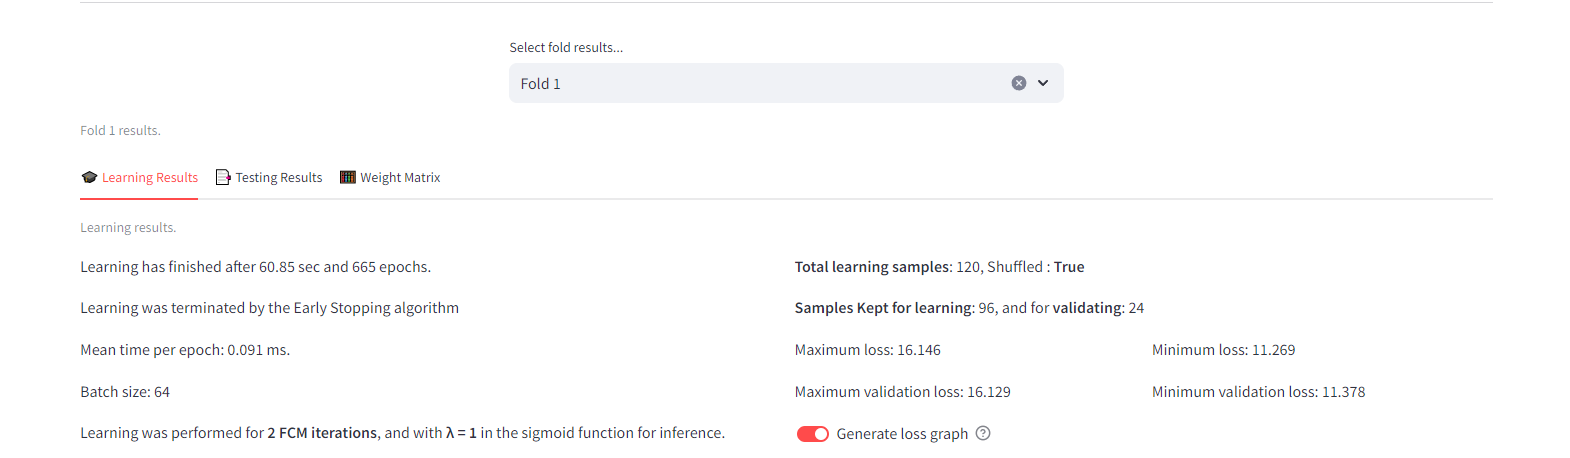 Select fold results...
Fold 1
Fold 1 results.
Learning Results Testing Results Weight Matrix
Learning results.
Learning has finished after 60.85 sec and 665 epochs.
Total learning samples: 120, Shuffled : True
Learning was terminated by the Early Stopping algorithm
Samples Kept for learning: 96, and for validating: 24
Mean time per epoch: 0.091 ms.
Maximum loss: 16.146
Minimum loss: 11.269
Batch size: 64
Maximum validation loss: 16.129
Minimum validation loss: 11.378
Learning was performed for 2 FCM iterations, and with λ = 1 in the sigmoid function for inference.
Generate loss graph